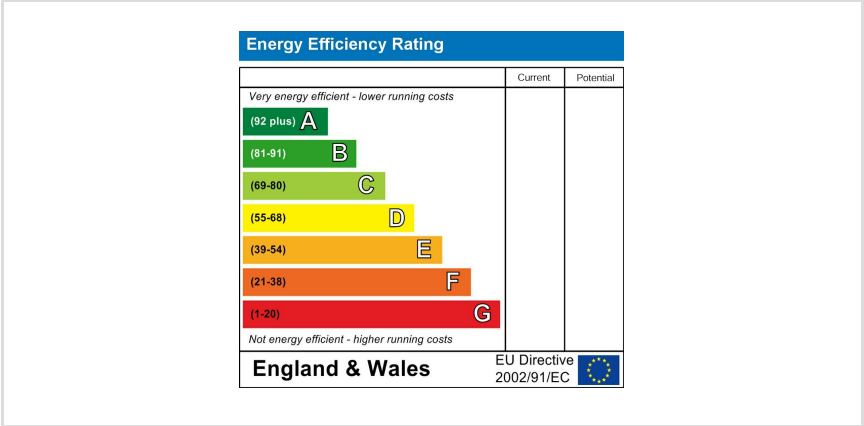 Energy Efficiency Rating
Current Potential
Very energy efficient - lower running costs
(92 plus) A
(81-91) B
(69-80) C
(55-68) D
(39-54) E
(21-38) F
(1-20) G
Not energy efficient - higher running costs
England & Wales
EU Directive
2002/91/EC